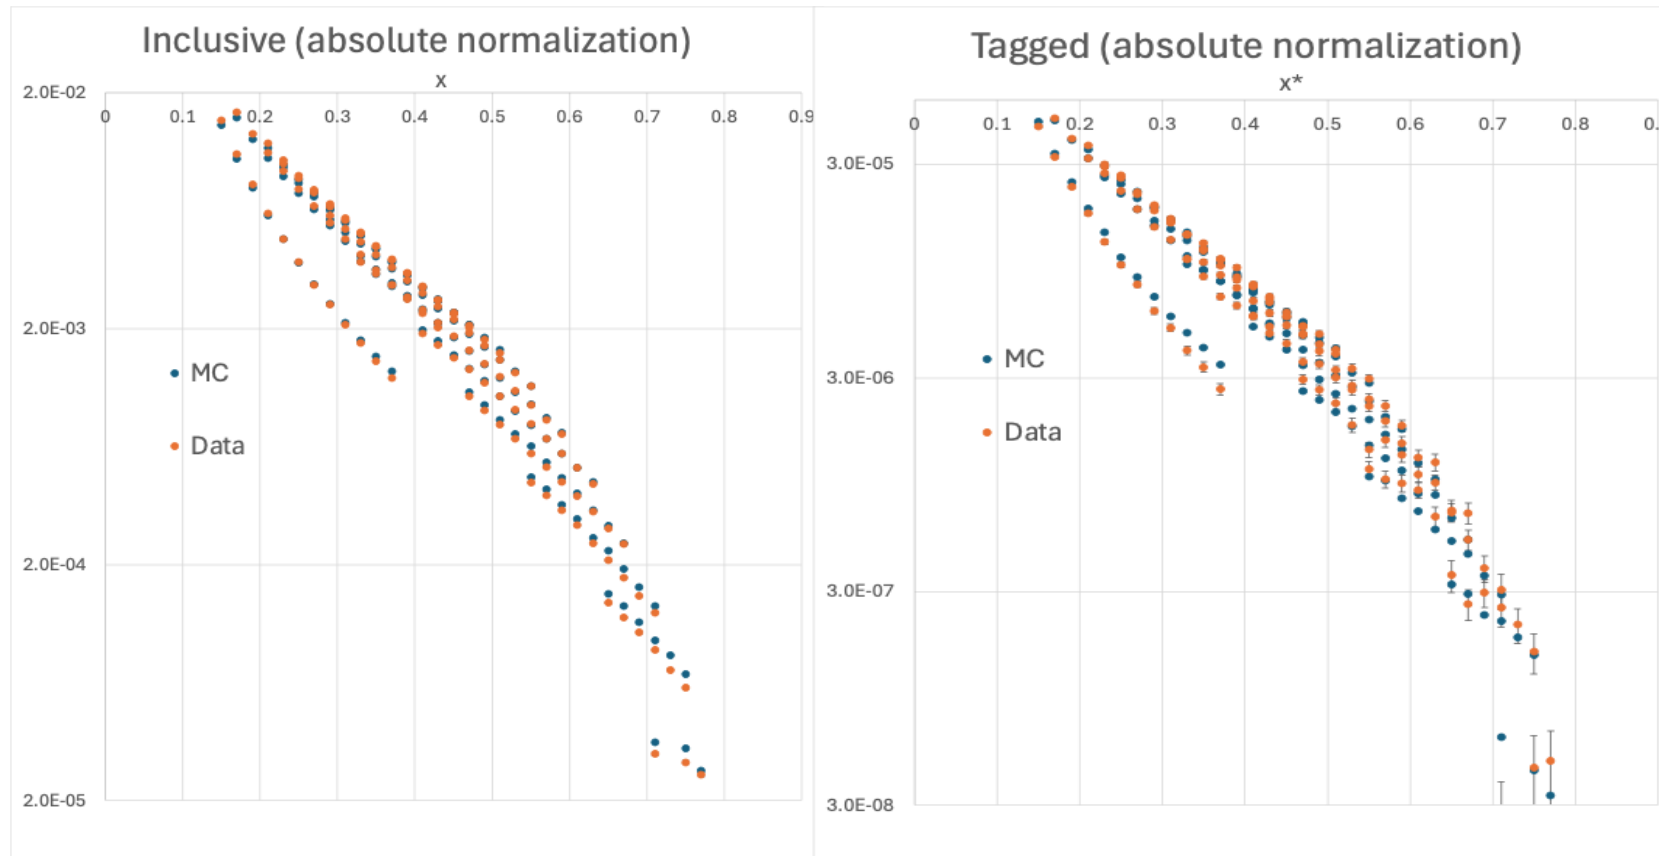 Inclusive (absolute normalization)
x
2.0E-02
0 0.1 0.2 0.3 0.4 0.5 0.6 0.7 0.8 0.9
2.0E-03
MC
Data
2.0E-04
2.0E-05
Tagged (absolute normalization)
x*
0 0.1 0.2 0.3 0.4 0.5 0.6 0.7 0.8 0.
3.0E-05
3.0E-06
MC
Data
3.0E-07
3.0E-08